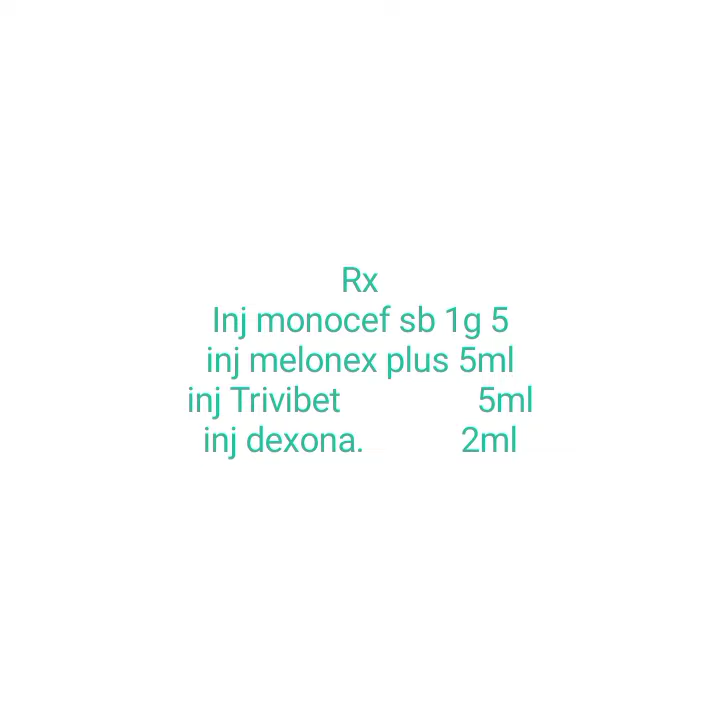 Rx
Inj monocef sb 1g 5
inj melonex plus 5ml
inj Trivibet 5ml
inj dexona. 2ml